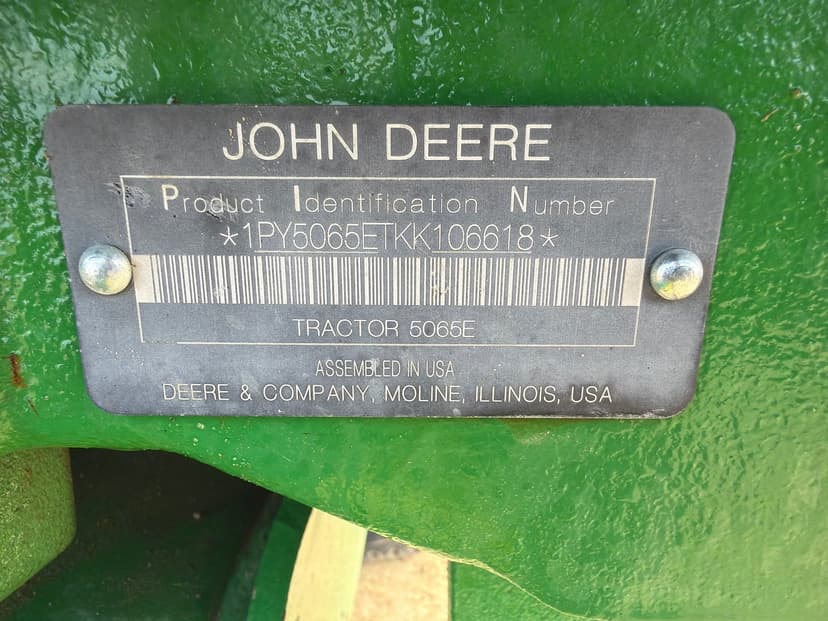 JOHN DEERE
Product Identification Number
*1PY5065ETKK106618*
TRACTOR 5065E
ASSEMBLED IN USA
DEERE & COMPANY, MOLINE, ILLINOIS, USA